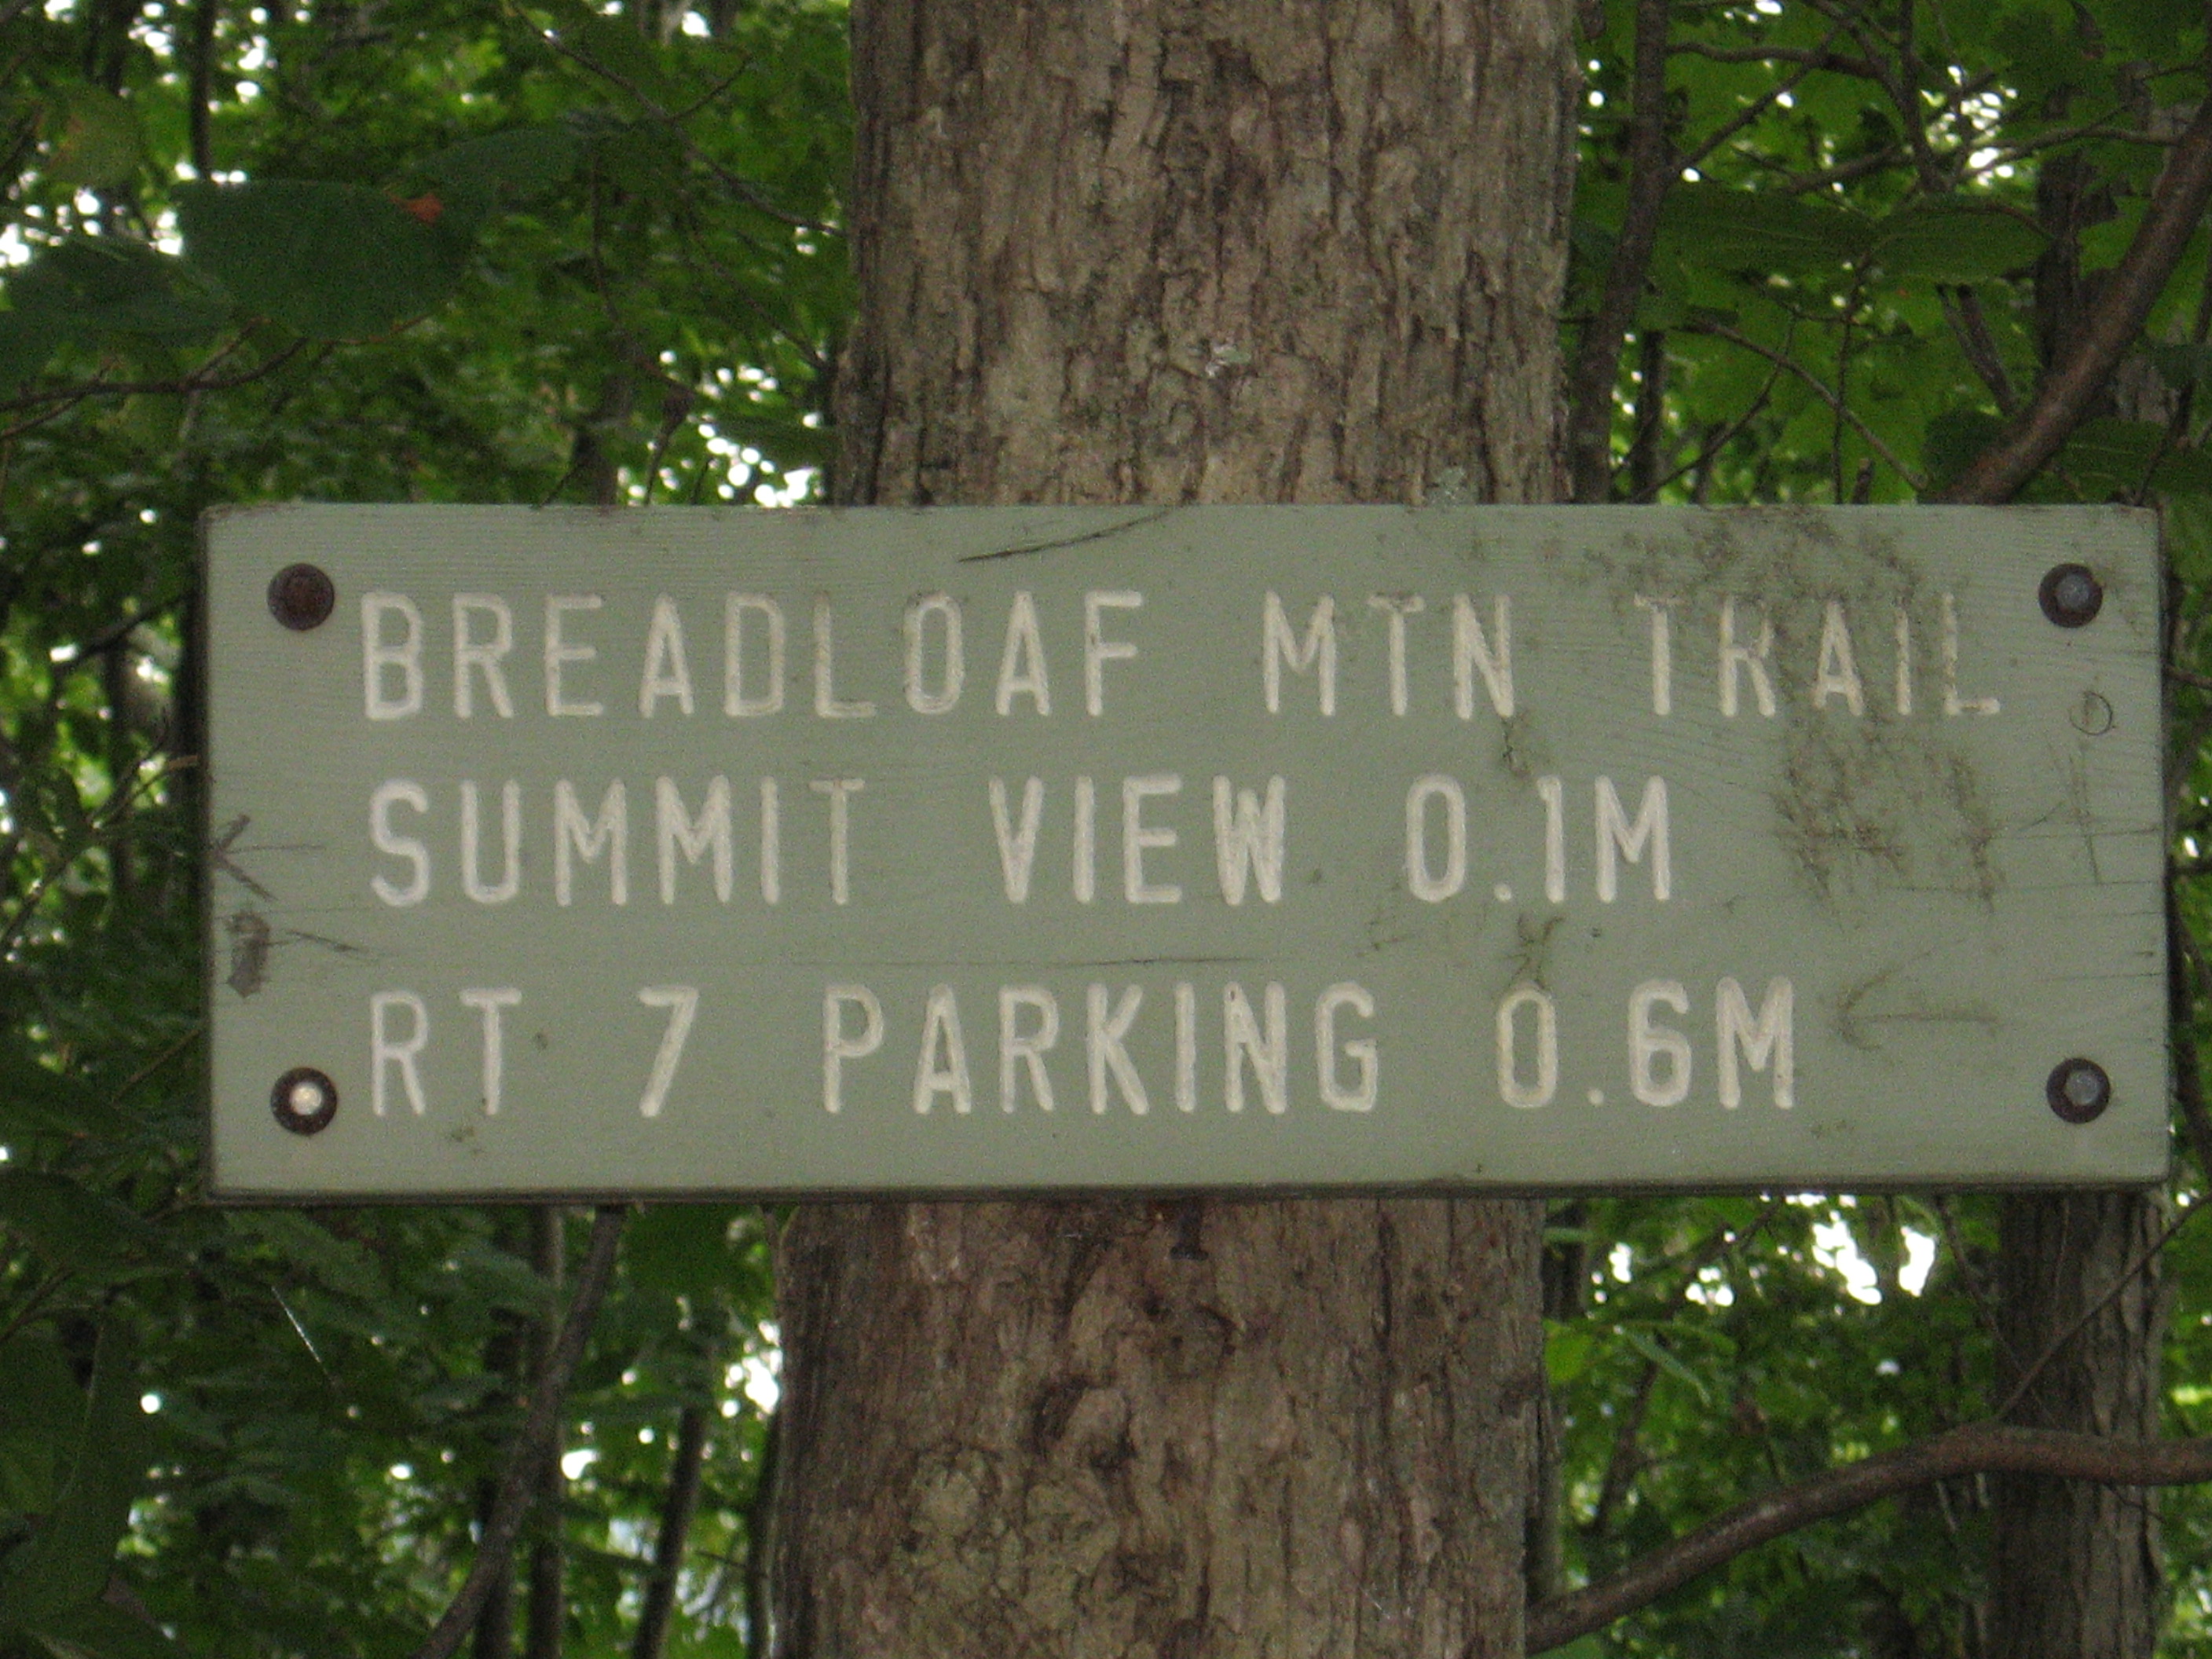 BREADLOAF MTN TRAIL
SUMMIT VIEW 0.1M
RT 7 PARKING 0.6M